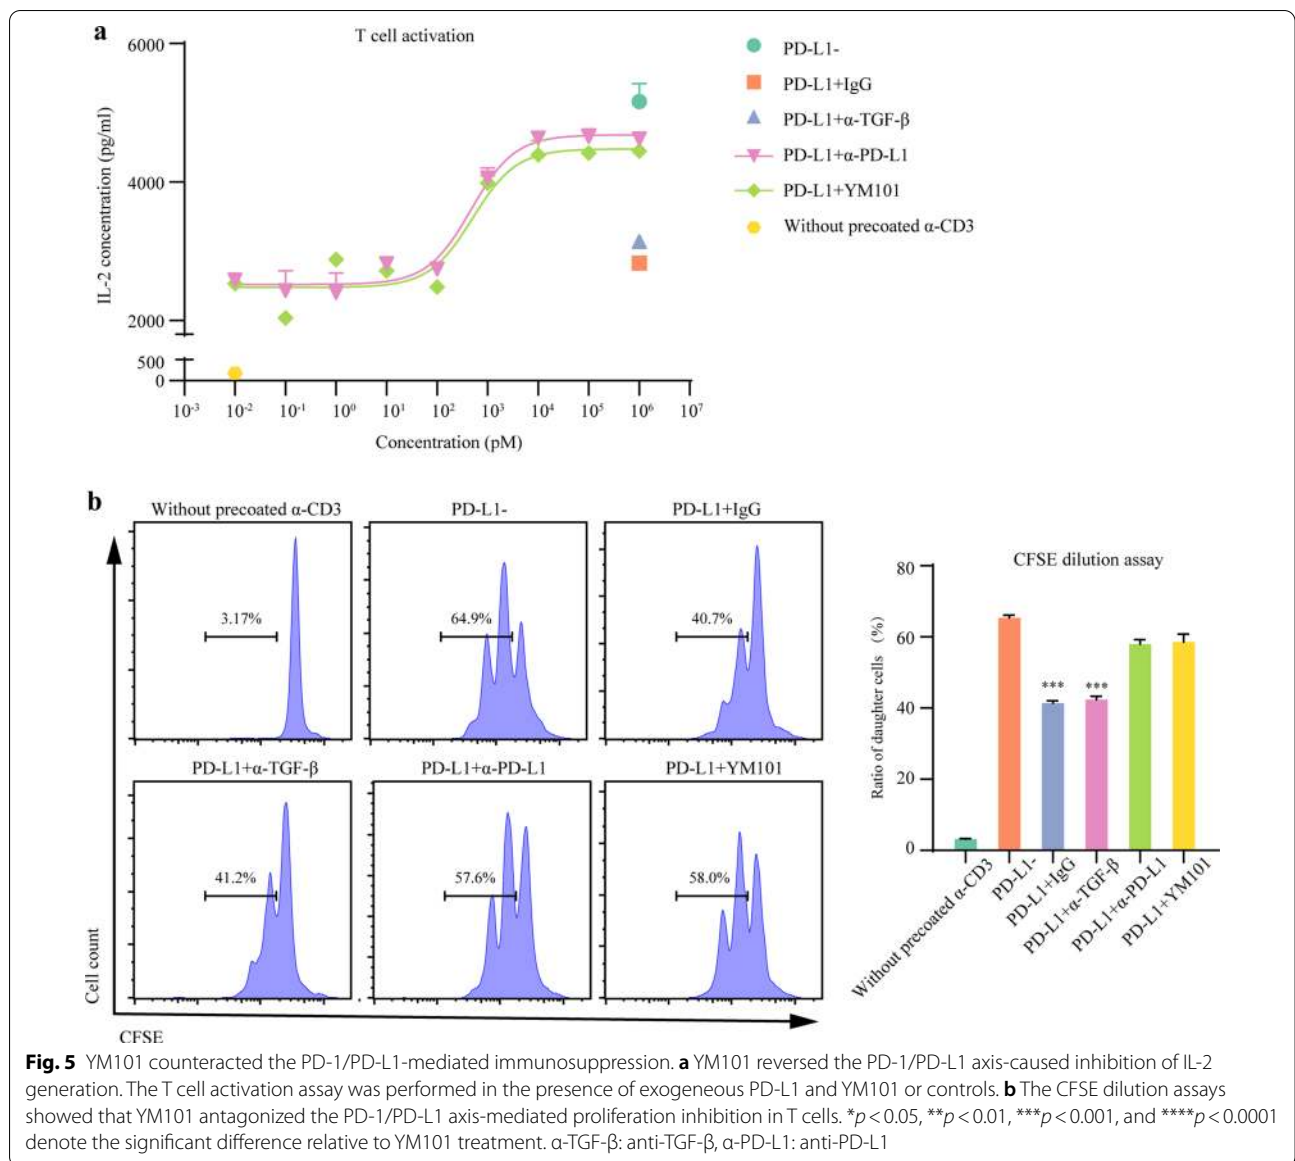 a
T cell activation
6000
4000
2000
500
0
IL-2 concentration (pg/ml)
10⁻³ 10⁻² 10⁻¹ 10⁰ 10¹ 10² 10³ 10⁴ 10⁵ 10⁶ 10⁷
Concentration (pM)
PD-L1-
PD-L1+IgG
PD-L1+α-TGF-β
PD-L1+α-PD-L1
PD-L1+YM101
Without precoated α-CD3
b
Without precoated α-CD3 PD-L1- PD-L1+IgG
3.17% 64.9% 40.7%
PD-L1+α-TGF-β PD-L1+α-PD-L1 PD-L1+YM101
41.2% 57.6% 58.0%
Cell count
CFSE
CFSE dilution assay
80
60
40
20
0
Ratio of daughter cells (%)
*** ***
Without precoated α-CD3
PD-L1-
PD-L1+IgG
PD-L1+α-TGF-β
PD-L1+α-PD-L1
PD-L1+YM101
Fig. 5 YM101 counteracted the PD-1/PD-L1-mediated immunosuppression. a YM101 reversed the PD-1/PD-L1 axis-caused inhibition of IL-2
generation. The T cell activation assay was performed in the presence of exogeneous PD-L1 and YM101 or controls. b The CFSE dilution assays
showed that YM101 antagonized the PD-1/PD-L1 axis-mediated proliferation inhibition in T cells. *p < 0.05, **p < 0.01, ***p < 0.001, and ****p < 0.0001
denote the significant difference relative to YM101 treatment. α-TGF-β: anti-TGF-β, α-PD-L1: anti-PD-L1